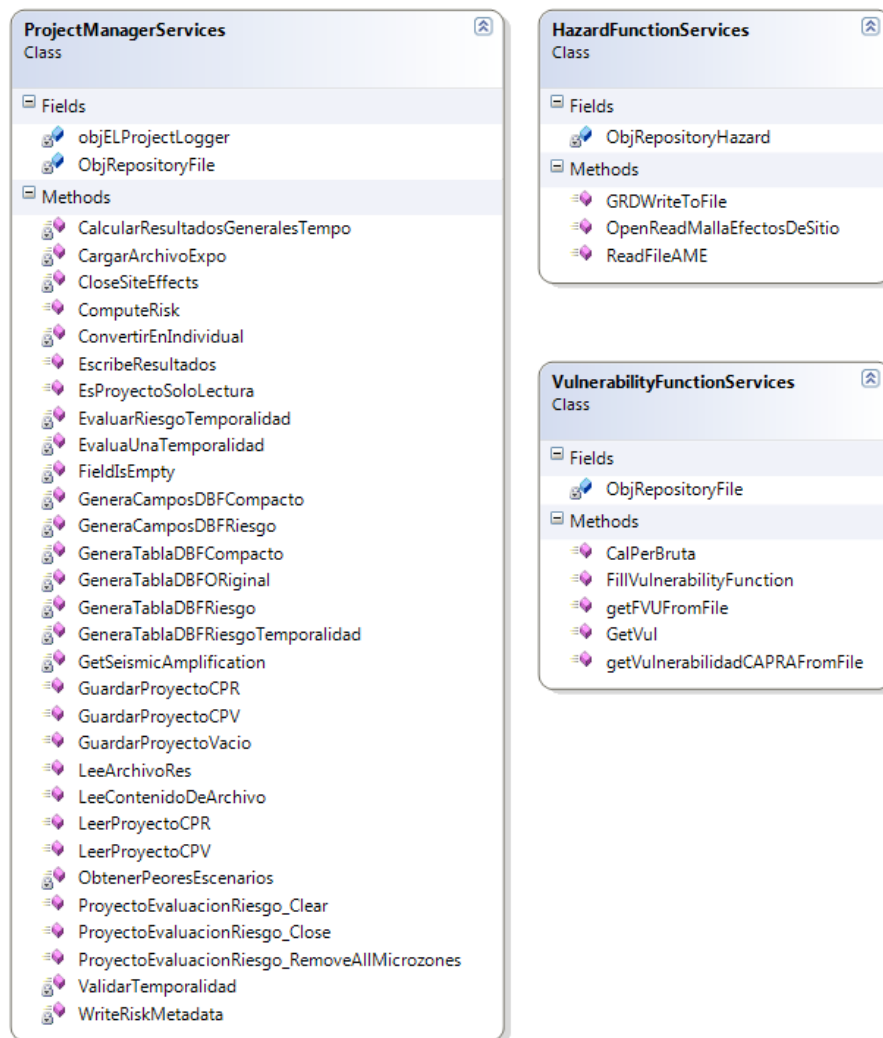 ProjectManagerServices
Class
Fields
objELProjectLogger
ObjRepositoryFile
Methods
CalcularResultadosGeneralesTempo
CargarArchivoExpo
CloseSiteEffects
ComputeRisk
ConvertirEnIndividual
EscribeResultados
EsProyectoSoloLectura
EvaluarRiesgoTemporalidad
EvaluaUnaTemporalidad
FieldIsEmpty
GeneraCamposDBFCompacto
GeneraCamposDBFRiesgo
GeneraTablaDBFCompacto
GeneraTablaDBFORiginal
GeneraTablaDBFRiesgo
GeneraTablaDBFRiesgoTemporalidad
GetSeismicAmplification
GuardarProyectoCPR
GuardarProyectoCPV
GuardarProyectoVacio
LeeArchivoRes
LeeContenidoDeArchivo
LeerProyectoCPR
LeerProyectoCPV
ObtenerPeoresEscenarios
ProyectoEvaluacionRiesgo_Clear
ProyectoEvaluacionRiesgo_Close
ProyectoEvaluacionRiesgo_RemoveAllMicrozones
ValidarTemporalidad
WriteRiskMetadata
HazardFunctionServices
Class
Fields
ObjRepositoryHazard
Methods
GRDWriteToFile
OpenReadMallaEfectosDeSitio
ReadFileAME
VulnerabilityFunctionServices
Class
Fields
ObjRepositoryFile
Methods
CalPerBruta
FillVulnerabilityFunction
getFVUFromFile
GetVul
getVulnerabilidadCAPRAFromFile